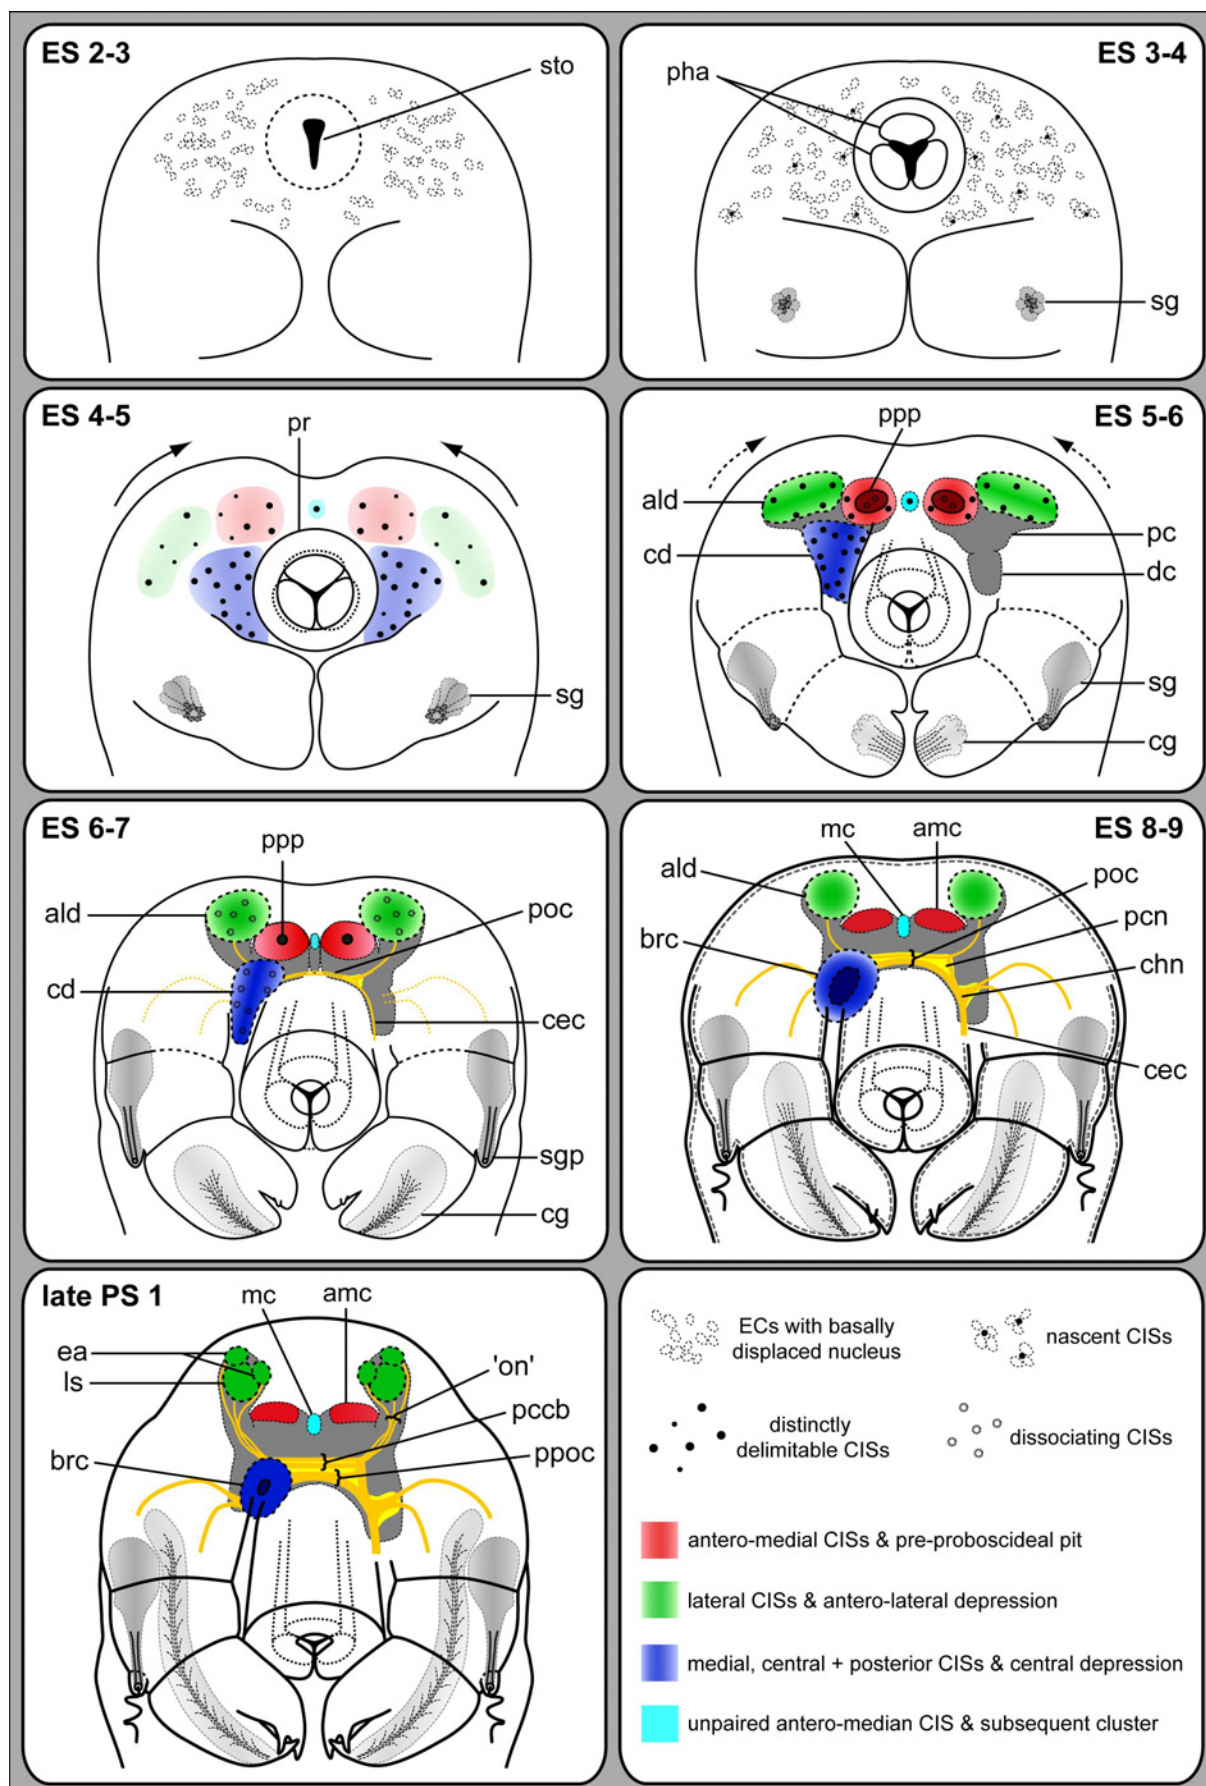 ES 2-3
sto
ES 3-4
pha
sg
ES 4-5
pr
sg
ES 5-6
ppp
ald
cd
pc
dc
sg
cg
ES 6-7
ppp
ald
poc
cd
cec
sgp
cg
ES 8-9
mc
amc
ald
poc
brc
pcn
chn
cec
late PS 1
mc
amc
ea
ls
'on'
pccb
brc
ppoc
ECs with basally
displaced nucleus
nascent CISs
distinctly
delimitable CISs
dissociating CISs
antero-medial CISs & pre-proboscideal pit
lateral CISs & antero-lateral depression
medial, central + posterior CISs & central depression
unpaired antero-median CIS & subsequent cluster